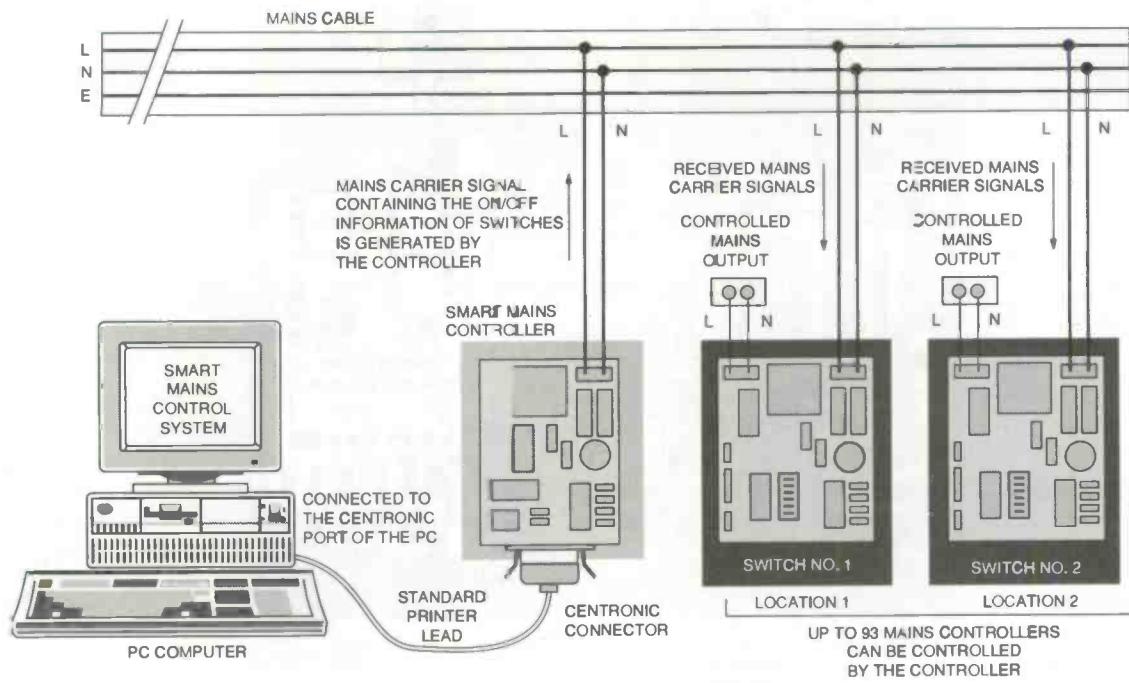 MAINS CABLE
L
N
E
L N
L N
L N
MAINS CARRIER SIGNAL
CONTAINING THE ON/OFF
INFORMATION OF SWITCHES
IS GENERATED BY
THE CONTROLLER
RECEIVED MAINS
CARRIER SIGNALS
RECEIVED MAINS
CARRIER SIGNALS
CONTROLLED
MAINS
OUTPUT
CONTROLLED
MAINS
OUTPUT
L N
L N
SMART MAINS
CONTROLLER
SMART
MAINS
CONTROL
SYSTEM
CONNECTED TO
THE CENTRONIC
PORT OF THE PC
SWITCH NO. 1
SWITCH NO. 2
STANDARD
PRINTER
LEAD
CENTRONIC
CONNECTOR
LOCATION 1
LOCATION 2
PC COMPUTER
UP TO 93 MAINS CONTROLLERS
CAN BE CONTROLLED
BY THE CONTROLLER